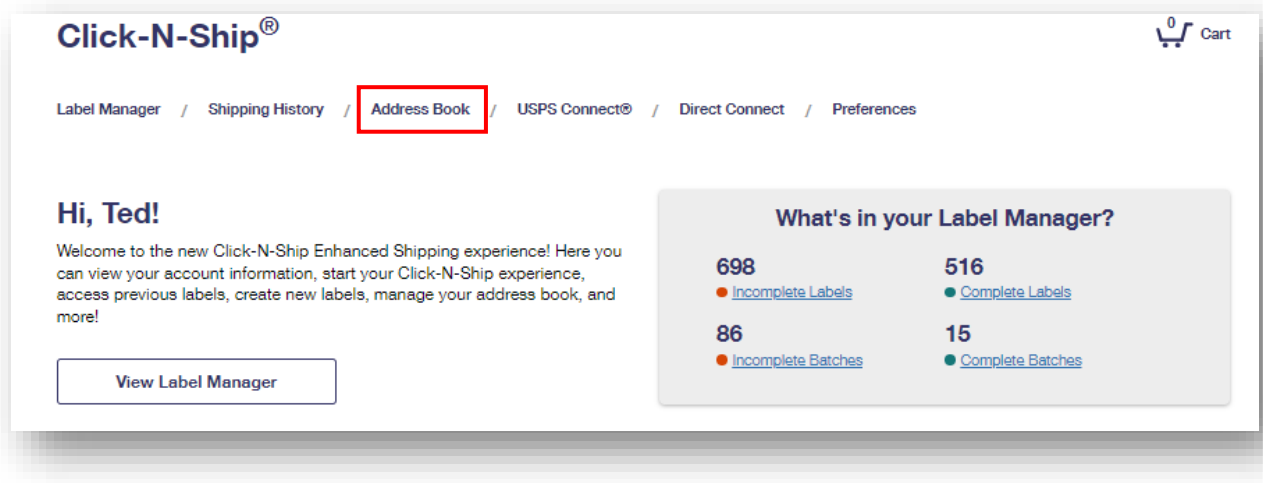 Click-N-Ship®
0 Cart
Label Manager / Shipping History / Address Book / USPS Connect® / Direct Connect / Preferences
Hi, Ted!
Welcome to the new Click-N-Ship Enhanced Shipping experience! Here you
can view your account information, start your Click-N-Ship experience,
access previous labels, create new labels, manage your address book, and
more!
View Label Manager
What's in your Label Manager?
698 516
Incomplete Labels Complete Labels
86 15
Incomplete Batches Complete Batches